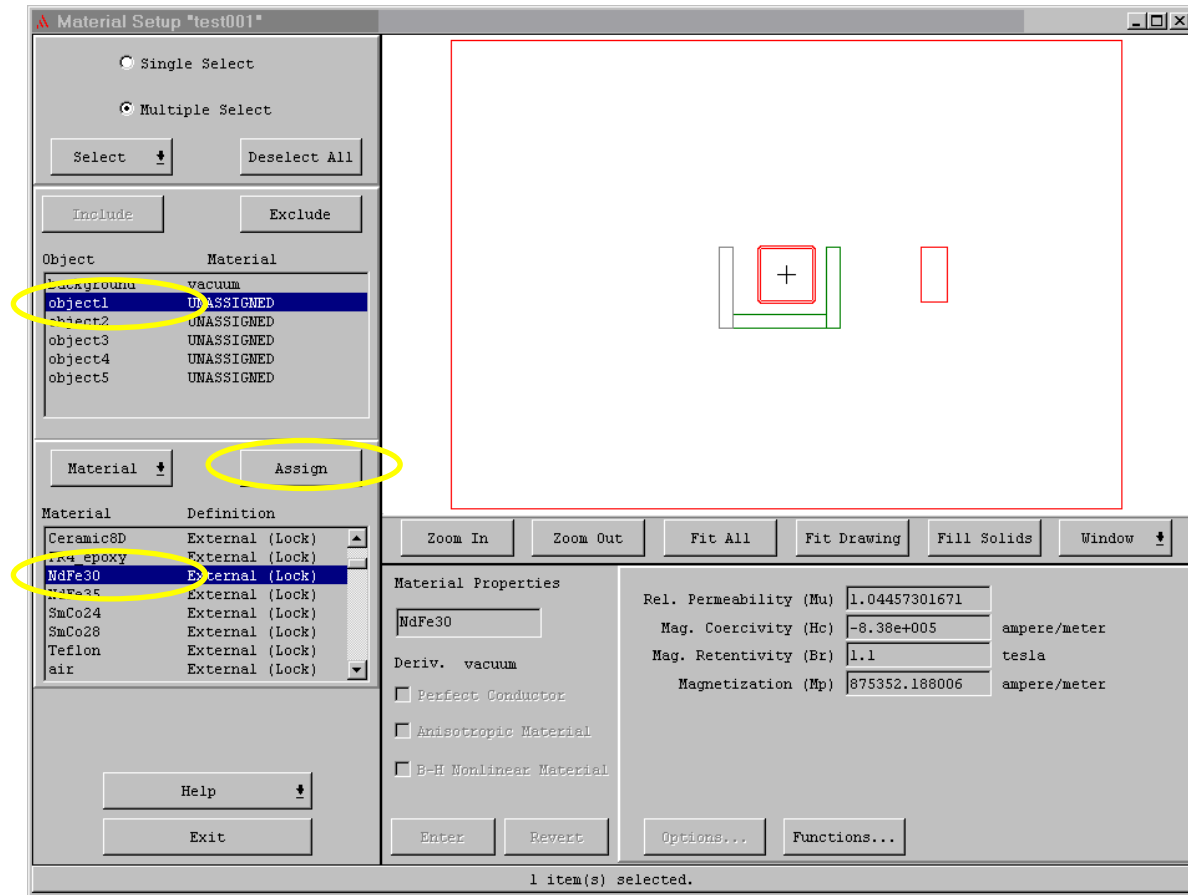 Material Setup "test001"
Single Select
Multiple Select
Select Deselect All
Include Exclude
Object Material
background vacuum
object1 UNASSIGNED
object2 UNASSIGNED
object3 UNASSIGNED
object4 UNASSIGNED
object5 UNASSIGNED
Material Assign
Material Definition
Ceramic8D External (Lock)
FR4_epoxy External (Lock)
NdFe30 External (Lock)
NdFe35 External (Lock)
SmCo24 External (Lock)
SmCo28 External (Lock)
Teflon External (Lock)
air External (Lock)
Help
Exit
Zoom In Zoom Out Fit All Fit Drawing Fill Solids Window
Material Properties
NdFe30
Deriv. vacuum
Perfect Conductor
Anisotropic Material
B-H Nonlinear Material
Enter Revert
Rel. Permeability (Mu) 1.04457301671
Mag. Coercivity (Hc) -8.38e+005 ampere/meter
Mag. Retentivity (Br) 1.1 tesla
Magnetization (Mp) 875352.188006 ampere/meter
Options... Functions...
1 item(s) selected.